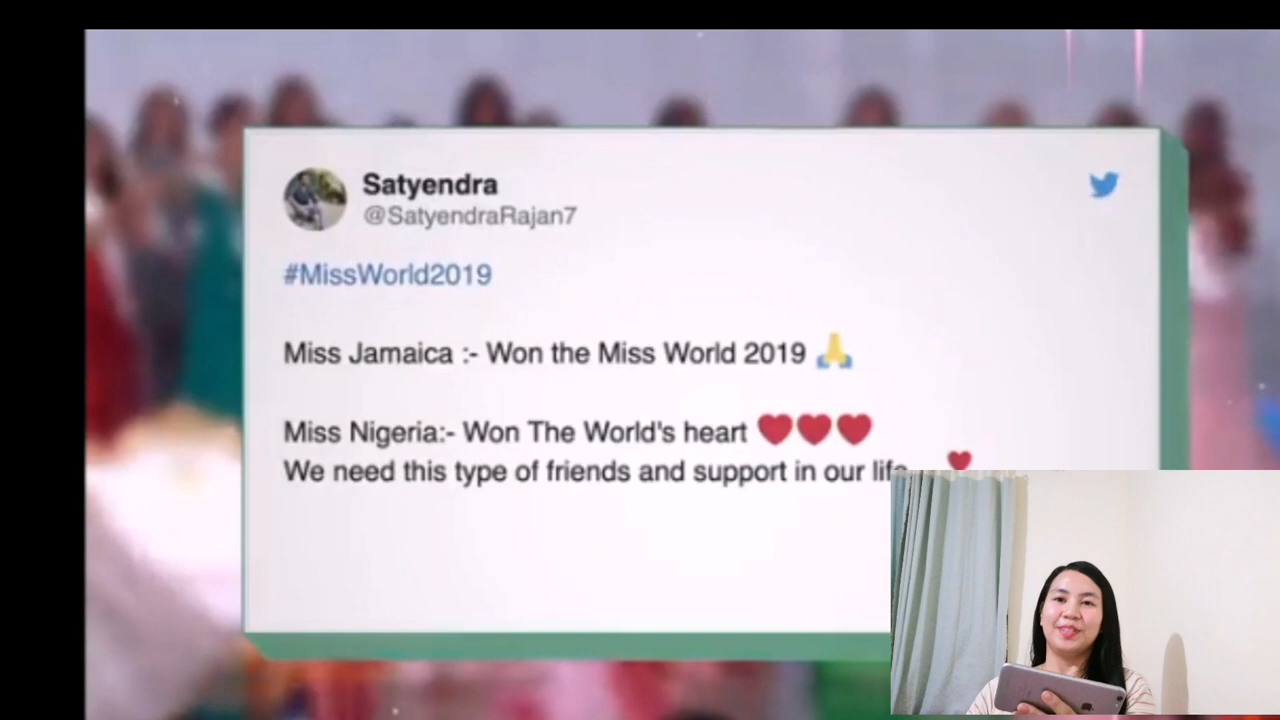 Satyendra
@SatyendraRajan7
#MissWorld2019
Miss Jamaica :- Won the Miss World 2019 🙏
Miss Nigeria:- Won The World's heart ❤️❤️❤️
We need this type of friends and support in our life ❤️